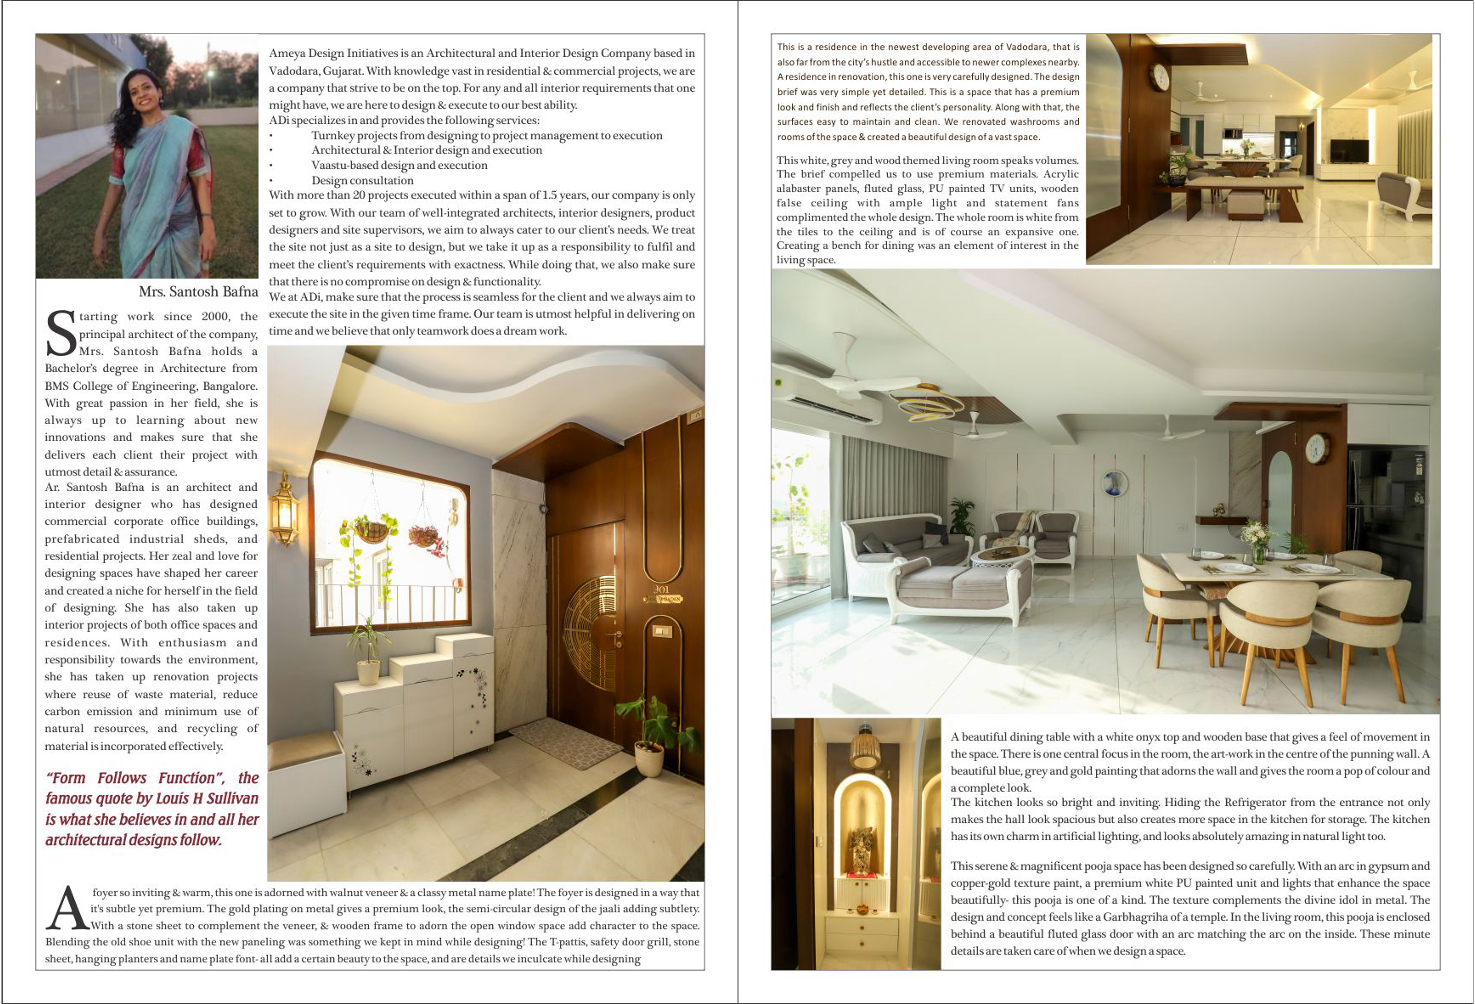 Mrs. Santosh Bafna
Starting work since 2000, the
principal architect of the company,
Mrs. Santosh Bafna holds a
Bachelor's degree in Architecture from
BMS College of Engineering, Bangalore.
With great passion in her field, she is
always up to learning about new
innovations and makes sure that she
delivers each client their project with
utmost detail & assurance.
Ar. Santosh Bafna is an architect and
interior designer who has designed
commercial corporate office buildings,
prefabricated industrial sheds, and
residential projects. Her zeal and love for
designing spaces have shaped her career
and created a niche for herself in the field
of designing. She has also taken up
interior projects of both office spaces and
residences. With enthusiasm and
responsibility towards the environment,
she has taken up renovation projects
where reuse of waste material, reduce
carbon emission and minimum use of
natural resources, and recycling of
material is incorporated effectively.
“Form Follows Function”, the
famous quote by Louis H Sullivan
is what she believes in and all her
architectural designs follow.
Ameya Design Initiatives is an Architectural and Interior Design Company based in
Vadodara, Gujarat. With knowledge vast in residential & commercial projects, we are
a company that strive to be on the top. For any and all interior requirements that one
might have, we are here to design & execute to our best ability.
ADi specializes in and provides the following services:
• Turnkey projects from designing to project management to execution
• Architectural & Interior design and execution
• Vaastu-based design and execution
• Design consultation
With more than 20 projects executed within a span of 1.5 years, our company is only
set to grow. With our team of well-integrated architects, interior designers, product
designers and site supervisors, we aim to always cater to our client's needs. We treat
the site not just as a site to design, but we take it up as a responsibility to fulfil and
meet the client's requirements with exactness. While doing that, we also make sure
that there is no compromise on design & functionality.
We at ADi, make sure that the process is seamless for the client and we always aim to
execute the site in the given time frame. Our team is utmost helpful in delivering on
time and we believe that only teamwork does a dream work.
301
A foyer so inviting & warm, this one is adorned with walnut veneer & a classy metal name plate! The foyer is designed in a way that
it's subtle yet premium. The gold plating on metal gives a premium look, the semi-circular design of the jaali adding subtlety.
With a stone sheet to complement the veneer, & wooden frame to adorn the open window space add character to the space.
Blending the old shoe unit with the new paneling was something we kept in mind while designing! The T-pattis, safety door grill, stone
sheet, hanging planters and name plate font- all add a certain beauty to the space, and are details we inculcate while designing
This is a residence in the newest developing area of Vadodara, that is
also far from the city's hustle and accessible to newer complexes nearby.
A residence in renovation, this one is very carefully designed. The design
brief was very simple yet detailed. This is a space that has a premium
look and finish and reflects the client's personality. Along with that, the
surfaces easy to maintain and clean. We renovated washrooms and
rooms of the space & created a beautiful design of a vast space.
This white, grey and wood themed living room speaks volumes.
The brief compelled us to use premium materials. Acrylic
alabaster panels, fluted glass, PU painted TV units, wooden
false ceiling with ample light and statement fans
complimented the whole design. The whole room is white from
the tiles to the ceiling and is of course an expansive one.
Creating a bench for dining was an element of interest in the
living space.
A beautiful dining table with a white onyx top and wooden base that gives a feel of movement in
the space. There is one central focus in the room, the art-work in the centre of the punning wall. A
beautiful blue, grey and gold painting that adorns the wall and gives the room a pop of colour and
a complete look.
The kitchen looks so bright and inviting. Hiding the Refrigerator from the entrance not only
makes the hall look spacious but also creates more space in the kitchen for storage. The kitchen
has its own charm in artificial lighting, and looks absolutely amazing in natural light too.
This serene & magnificent pooja space has been designed so carefully. With an arc in gypsum and
copper-gold texture paint, a premium white PU painted unit and lights that enhance the space
beautifully- this pooja is one of a kind. The texture complements the divine idol in metal. The
design and concept feels like a Garbhagriha of a temple. In the living room, this pooja is enclosed
behind a beautiful fluted glass door with an arc matching the arc on the inside. These minute
details are taken care of when we design a space.